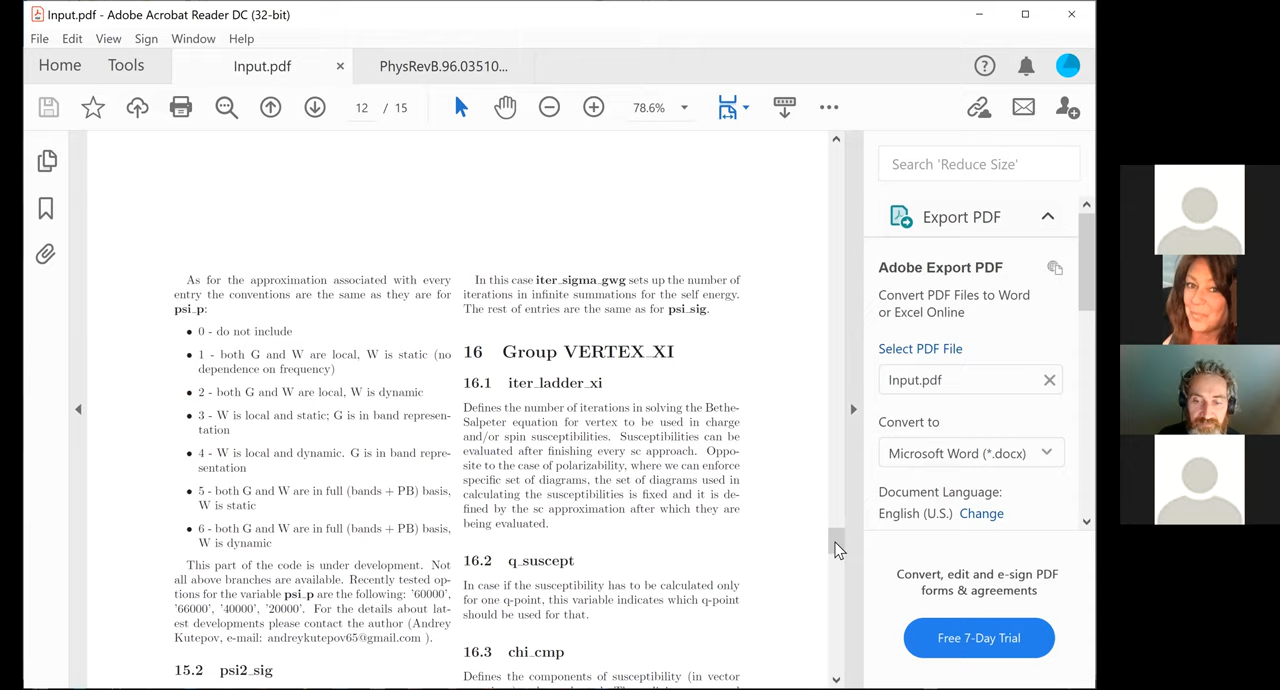 Input.pdf - Adobe Acrobat Reader DC (32-bit)
File Edit View Sign Window Help
Home Tools Input.pdf × PhysRevB.96.03510...
12 / 15 78.6%
As for the approximation associated with every
entry the conventions are the same as they are for
psi_p:
• 0 - do not include
• 1 - both G and W are local, W is static (no
dependence on frequency)
• 2 - both G and W are local, W is dynamic
• 3 - W is local and static; G is in band represen-
tation
• 4 - W is local and dynamic. G is in band repre-
sentation
• 5 - both G and W are in full (bands + PB) basis,
W is static
• 6 - both G and W are in full (bands + PB) basis,
W is dynamic
This part of the code is under development. Not
all above branches are available. Recently tested op-
tions for the variable psi_p are the following: '60000',
'66000', '40000', '20000'. For the details about lat-
est developments please contact the author (Andrey
Kutepov, e-mail: andreykutepov65@gmail.com ).
15.2 psi2_sig
In this case iter_sigma_gwg sets up the number of
iterations in infinite summations for the self energy.
The rest of entries are the same as for psi_sig.
16 Group VERTEX_XI
16.1 iter_ladder_xi
Defines the number of iterations in solving the Bethe-
Salpeter equation for vertex to be used in charge
and/or spin susceptibilities. Susceptibilities can be
evaluated after finishing every sc approach. Oppo-
site to the case of polarizability, where we can enforce
specific set of diagrams, the set of diagrams used in
calculating the susceptibilities is fixed and it is de-
fined by the sc approximation after which they are
being evaluated.
16.2 q_suscept
In case if the susceptibility has to be calculated only
for one q-point, this variable indicates which q-point
should be used for that.
16.3 chi_cmp
Defines the components of susceptibility (in vector
Search 'Reduce Size'
Export PDF
Adobe Export PDF
Convert PDF Files to Word
or Excel Online
Select PDF File
Input.pdf
Convert to
Microsoft Word (*.docx)
Document Language:
English (U.S.) Change
Convert, edit and e-sign PDF
forms & agreements
Free 7-Day Trial